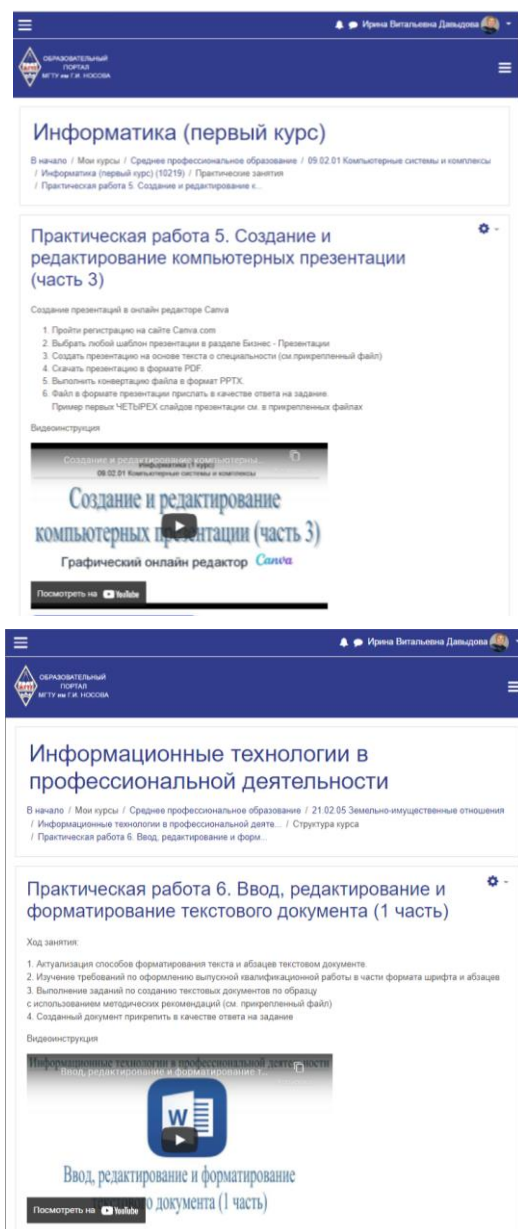 Ирина Витальевна Давыдова
ОБРАЗОВАТЕЛЬНЫЙ
ПОРТАЛ
МГТУ им Г.И. НОСОВА
Информатика (первый курс)
В начало / Мои курсы / Среднее профессиональное образование / 09.02.01 Компьютерные системы и комплексы
/ Информатика (первый курс) (10219) / Практические занятия
/ Практическая работа 5. Создание и редактирование к...
Практическая работа 5. Создание и
редактирование компьютерных презентации
(часть 3)
Создание презентаций в онлайн редакторе Canva
1. Пройти регистрацию на сайте Canva.com
2. Выбрать любой шаблон презентации в разделе Бизнес - Презентации
3. Создать презентацию на основе текста о специальности (см.прикрепленный файл)
4. Скачать презентацию в формате PDF.
5. Выполнить конвертацию файла в формат PPTX.
6. Файл в формате презентации прислать в качестве ответа на задание.
Пример первых ЧЕТЫРЕХ слайдов презентации см. в прикрепленных файлах
Видеоинструкция
Создание и редактирование компьютерны...
Информатика (1 курс)
09.02.01 Компьютерные системы и комплексы
Создание и редактирование
компьютерных презентации (часть 3)
Графический онлайн редактор Canva
Посмотреть на YouTube
Ирина Витальевна Давыдова
ОБРАЗОВАТЕЛЬНЫЙ
ПОРТАЛ
МГТУ им Г.И. НОСОВА
Информационные технологии в
профессиональной деятельности
В начало / Мои курсы / Среднее профессиональное образование / 21.02.05 Земельно-имущественные отношения
/ Информационные технологии в профессиональной деяте... / Структура курса
/ Практическая работа 6. Ввод, редактирование и форм...
Практическая работа 6. Ввод, редактирование и
форматирование текстового документа (1 часть)
Ход занятия:
1. Актуализация способов форматирования текста и абзацев текстовом документе.
2. Изучение требований по оформлению выпускной квалификационной работы в части формата шрифта и абзацев
3. Выполнение заданий по созданию текстовых документов по образцу
с использованием методических рекомендаций (см. прикрепленный файл)
4. Созданный документ прикрепить в качестве ответа на задание
Видеоинструкция
Информационные технологии в профессиональной деятельности
Ввод, редактирование и форматирование т...
W
Ввод, редактирование и форматирование
текстового документа (1 часть)
Посмотреть на YouTube